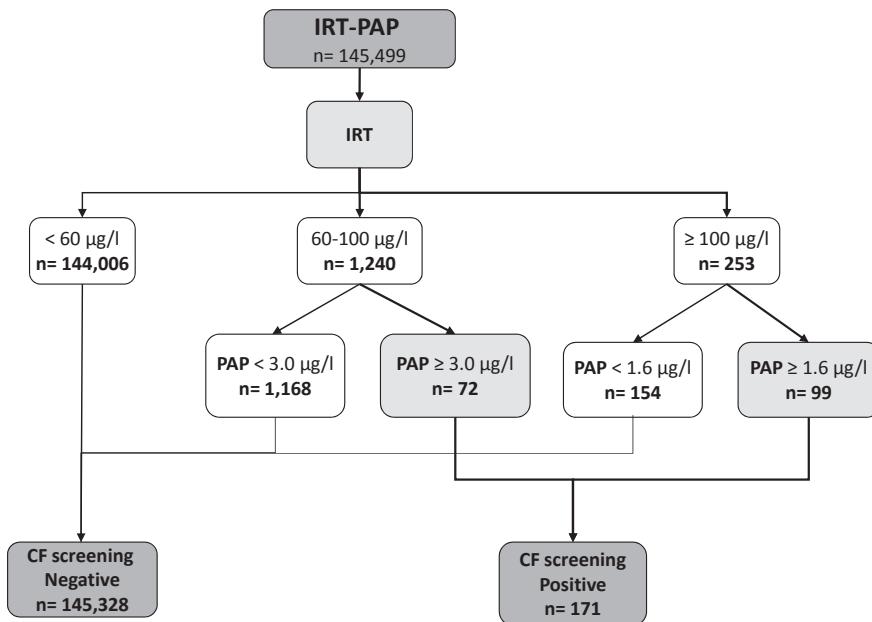 IRT-PAP
n= 145,499
IRT
< 60 µg/l
n= 144,006
60-100 µg/l
n= 1,240
≥ 100 µg/l
n= 253
PAP < 3.0 µg/l
n= 1,168
PAP ≥ 3.0 µg/l
n= 72
PAP < 1.6 µg/l
n= 154
PAP ≥ 1.6 µg/l
n= 99
CF screening
Negative
n= 145,328
CF screening
Positive
n= 171